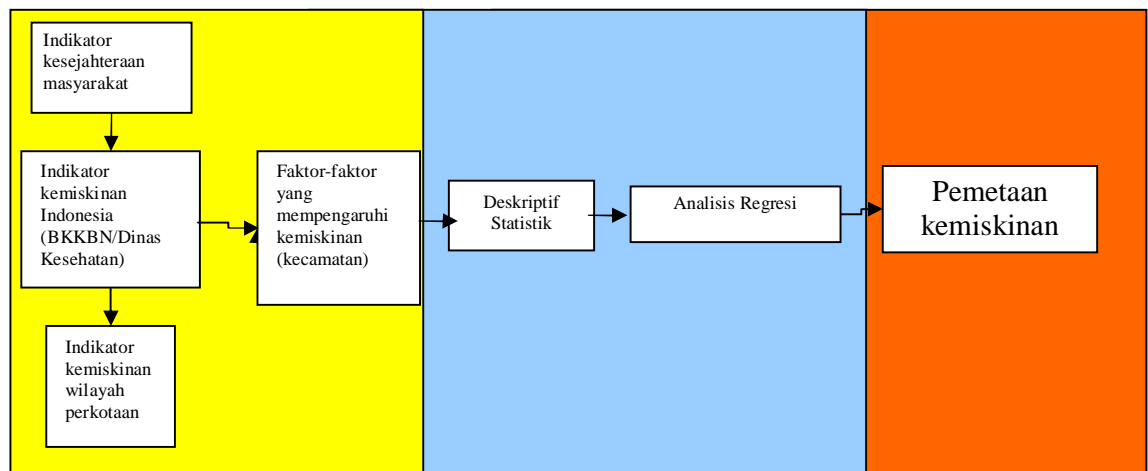 Indikator
kesejahteraan
masyarakat
Indikator
kemiskinan
Indonesia
(BKKBN/Dinas
Kesehatan)
Indikator
kemiskinan
wilayah
perkotaan
Faktor-faktor
yang
mempengaruhi
kemiskinan
(kecamatan)
Deskriptif
Statistik
Analisis Regresi
Pemetaan
kemiskinan